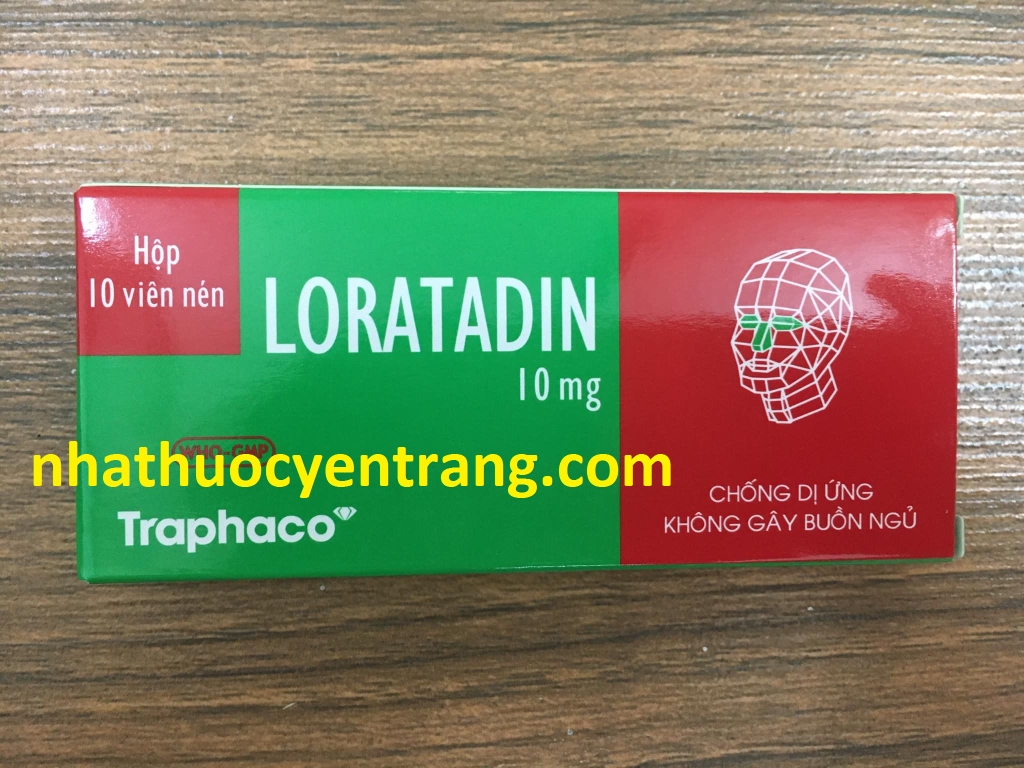 Hộp
10 viên nén
LORATADIN
10 mg
WHO-GMP
nhathuocyentrang.com
Traphaco
CHỐNG DỊ ỨNG
KHÔNG GÂY BUỒN NGỦ